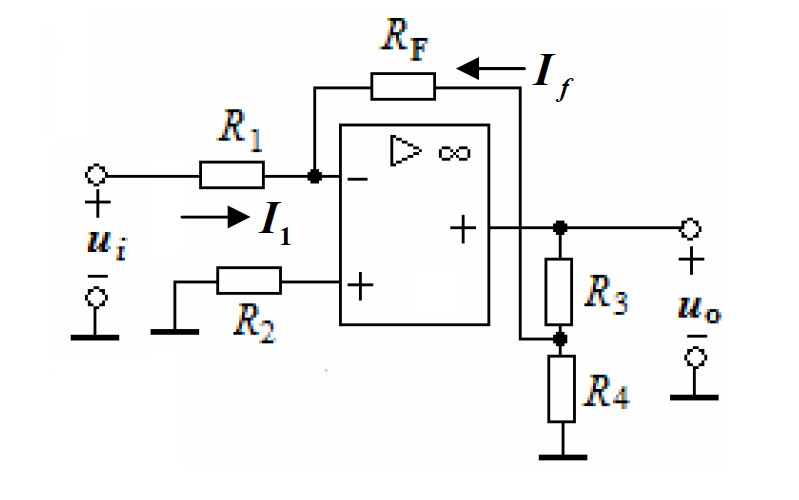 R_F
I_f
R_1
▷ ∞
−
I_1
+
u_i
−
+
+
R_2
R_3
+
u_o
−
R_4